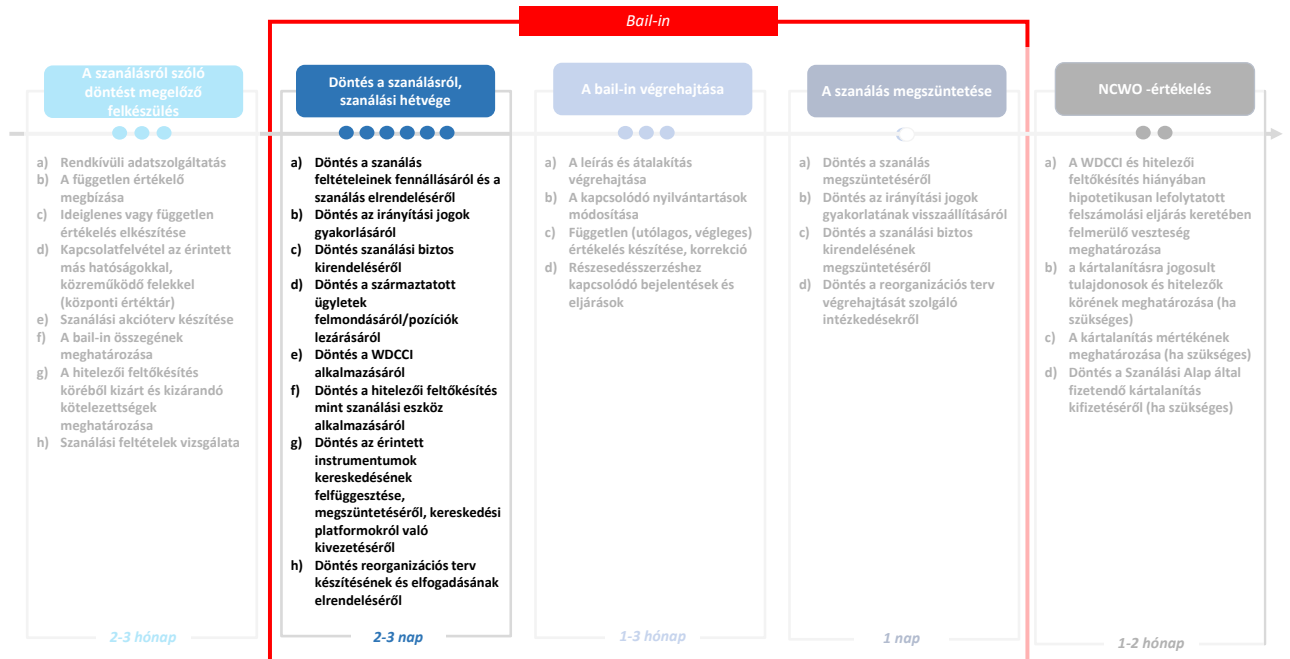 Bail-in
A szanálásról szóló
döntést megelőző
felkészülés
a) Rendkívüli adatszolgáltatás
b) A független értékelő
megbízása
c) Ideiglenes vagy független
értékelés elkészítése
d) Kapcsolatfelvétel az érintett
más hatóságokkal,
közreműködő felekkel
(központi értéktár)
e) Szanálási akcióterv készítése
f) A bail-in összegének
meghatározása
g) A hitelezői feltőkésítés
köréből kizárt és kizárandó
kötelezettségek
meghatározása
h) Szanálási feltételek vizsgálata
2-3 hónap
Döntés a szanálásról,
szanálási hétvége
a) Döntés a szanálás
feltételeinek fennállásáról és a
szanálás elrendeléséről
b) Döntés az irányítási jogok
gyakorlásáról
c) Döntés szanálási biztos
kirendeléséről
d) Döntés a származtatott
ügyletek
felmondásáról/pozíciók
lezárásáról
e) Döntés a WDCCI
alkalmazásáról
f) Döntés a hitelezői feltőkésítés
mint szanálási eszköz
alkalmazásáról
g) Döntés az érintett
instrumentumok
kereskedésének
felfüggesztése,
megszüntetéséről, kereskedési
platformokról való
kivezetéséről
h) Döntés reorganizációs terv
készítésének és elfogadásának
elrendeléséről
2-3 nap
A bail-in végrehajtása
a) A leírás és átalakítás
végrehajtása
b) A kapcsolódó nyilvántartások
módosítása
c) Független (utólagos, végleges)
értékelés készítése, korrekció
d) Részesedésszerzéshez
kapcsolódó bejelentések és
eljárások
1-3 hónap
A szanálás megszüntetése
a) Döntés a szanálás
megszüntetéséről
b) Döntés az irányítási jogok
gyakorlatának visszaállításáról
c) Döntés a szanálási biztos
kirendelésének
megszüntetéséről
d) Döntés a reorganizációs terv
végrehajtását szolgáló
intézkedésekről
1 nap
NCWO -értékelés
a) A WDCCI és hitelezői
feltőkésítés hiányában
hipotetikusan lefolytatott
felszámolási eljárás keretében
felmerülő veszteség
meghatározása
b) a kártalanításra jogosult
tulajdonosok és hitelezők
körének meghatározása (ha
szükséges)
c) A kártalanítás mértékének
meghatározása (ha szükséges)
d) Döntés a Szanálási Alap által
fizetendő kártalanítás
kifizetéséről (ha szükséges)
1-2 hónap